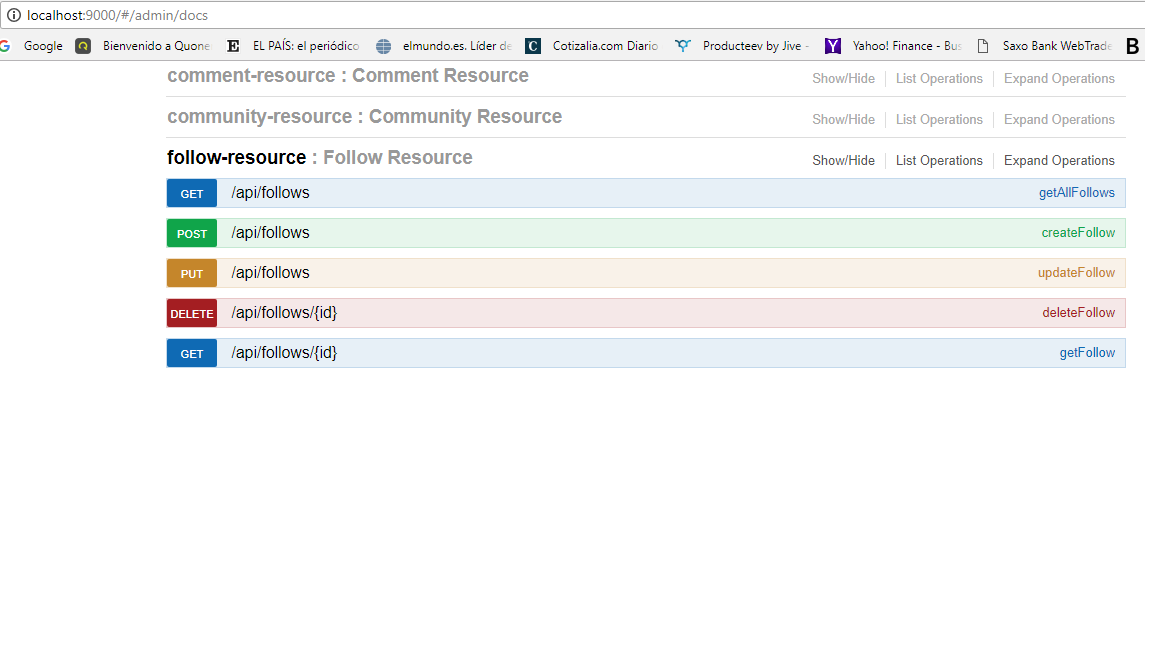 localhost:9000/#/admin/docs
Google Bienvenido a Quone EL PAÍS: el periódico elmundo.es. Líder de Cotizalia.com Diario Producteev by Jive - Yahoo! Finance - Bus Saxo Bank WebTrade B
comment-resource : Comment Resource Show/Hide List Operations Expand Operations
community-resource : Community Resource Show/Hide List Operations Expand Operations
follow-resource : Follow Resource Show/Hide List Operations Expand Operations
GET /api/follows getAllFollows
POST /api/follows createFollow
PUT /api/follows updateFollow
DELETE /api/follows/{id} deleteFollow
GET /api/follows/{id} getFollow